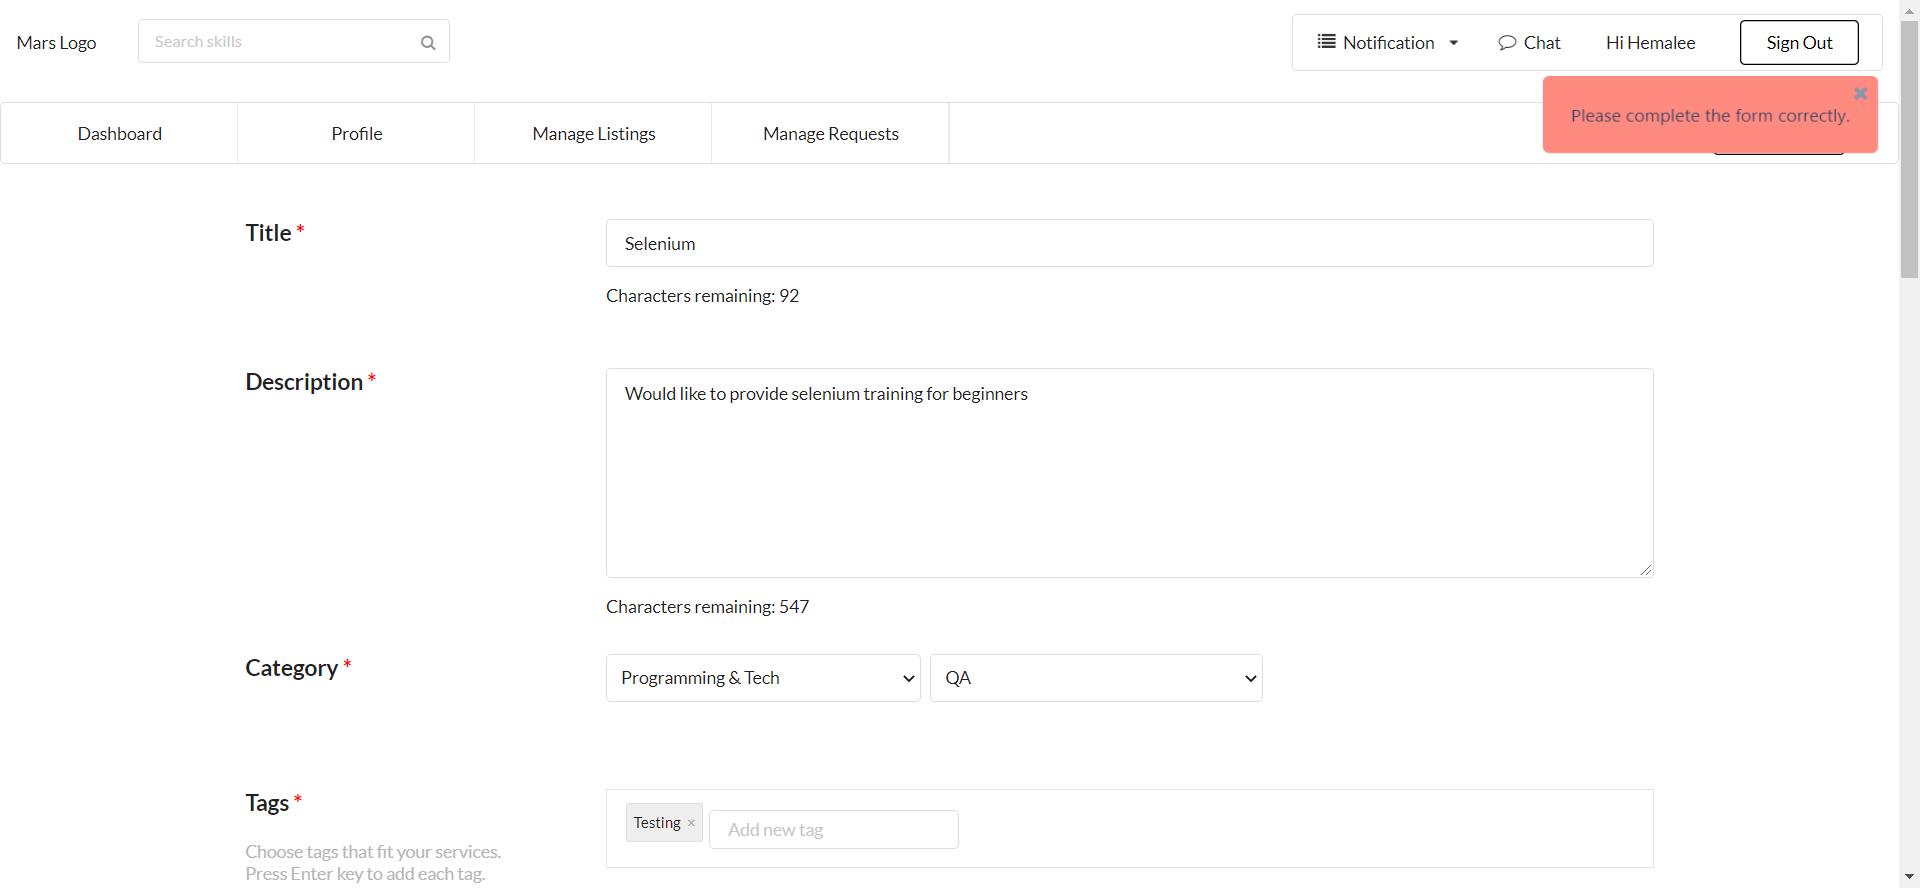 Mars Logo
Search skills
Notification
Chat
Hi Hemalee
Sign Out
Please complete the form correctly.
Dashboard
Profile
Manage Listings
Manage Requests
Title *
Selenium
Characters remaining: 92
Description *
Would like to provide selenium training for beginners
Characters remaining: 547
Category *
Programming & Tech
QA
Tags *
Testing ×
Add new tag
Choose tags that fit your services.
Press Enter key to add each tag.